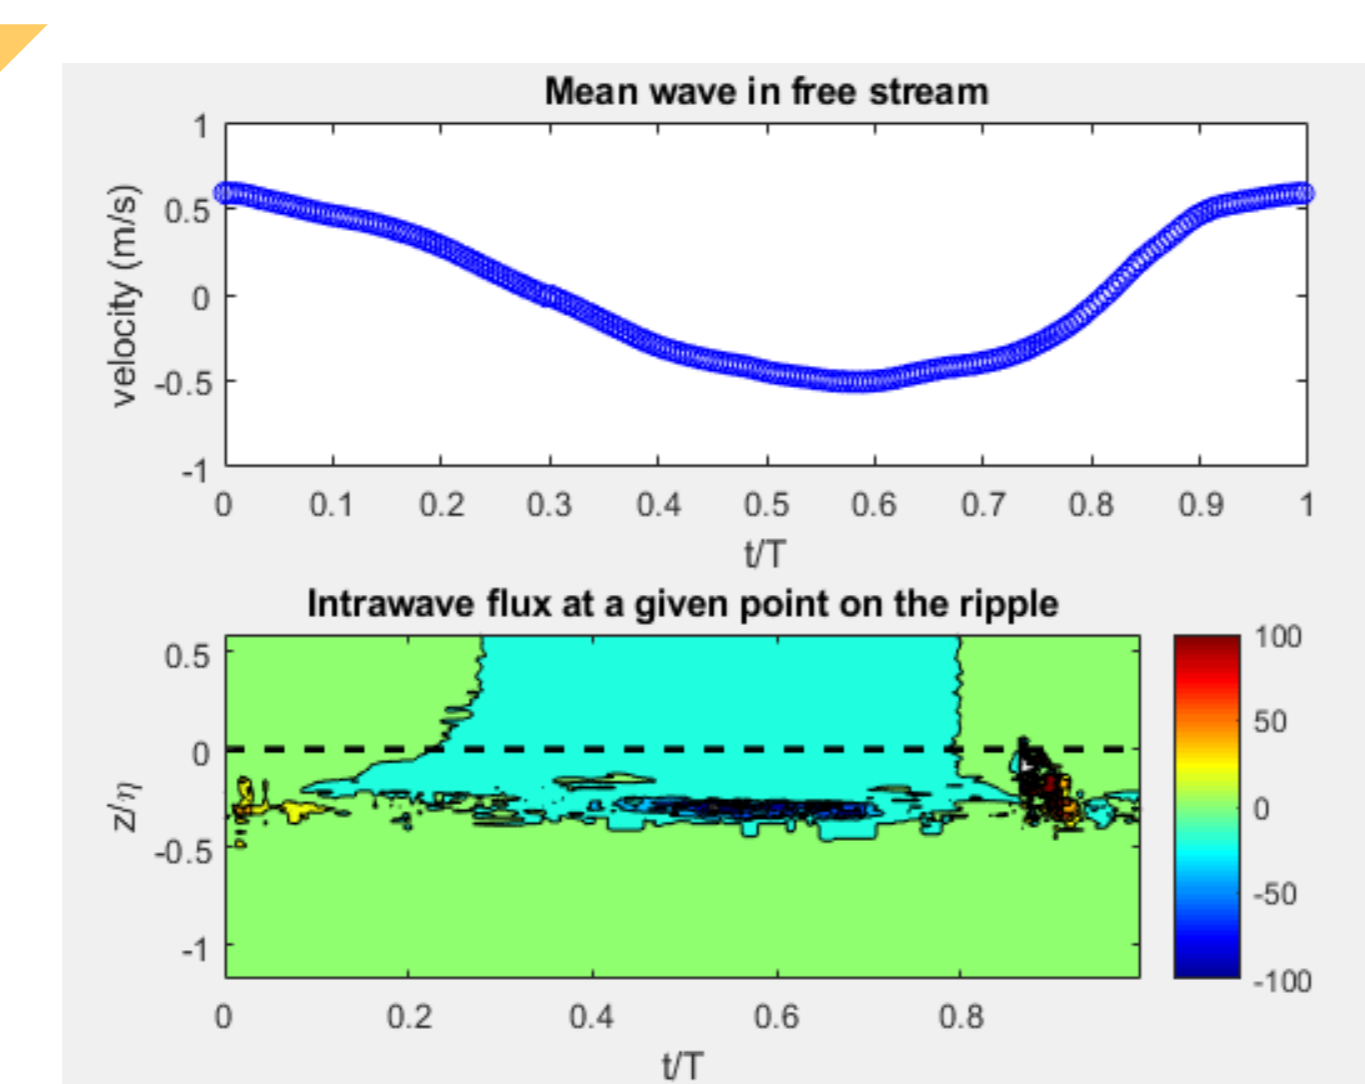 Mean wave in free stream
1
0.5
0
-0.5
-1
velocity (m/s)
0 0.1 0.2 0.3 0.4 0.5 0.6 0.7 0.8 0.9 1
t/T
Intrawave flux at a given point on the ripple
0.5
0
-0.5
-1
z/η
0 0.2 0.4 0.6 0.8
t/T
100
50
0
-50
-100